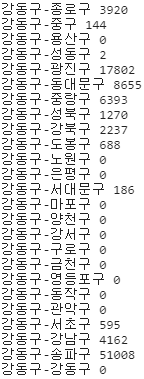 강동구-종로구 3920
강동구-중구 144
강동구-용산구 0
강동구-성동구 2
강동구-광진구 17802
강동구-동대문구 8655
강동구-중랑구 6393
강동구-성북구 1270
강동구-강북구 2237
강동구-도봉구 688
강동구-노원구 0
강동구-은평구 0
강동구-서대문구 186
강동구-마포구 0
강동구-양천구 0
강동구-강서구 0
강동구-구로구 0
강동구-금천구 0
강동구-영등포구 0
강동구-동작구 0
강동구-관악구 0
강동구-서초구 595
강동구-강남구 4162
강동구-송파구 51008
강동구-강동구 0